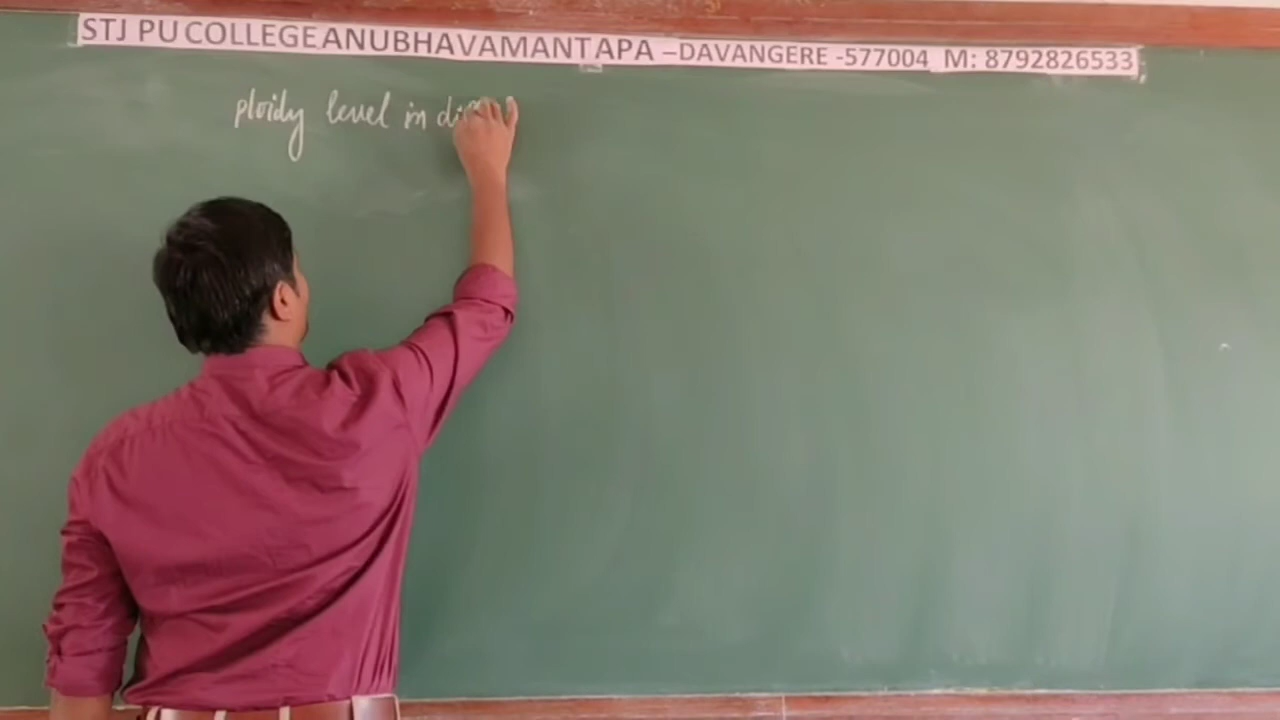 STJ PU COLLEGE ANUBHAVAMANTAPA –DAVANGERE -577004 M: 8792826533
ploidy level in